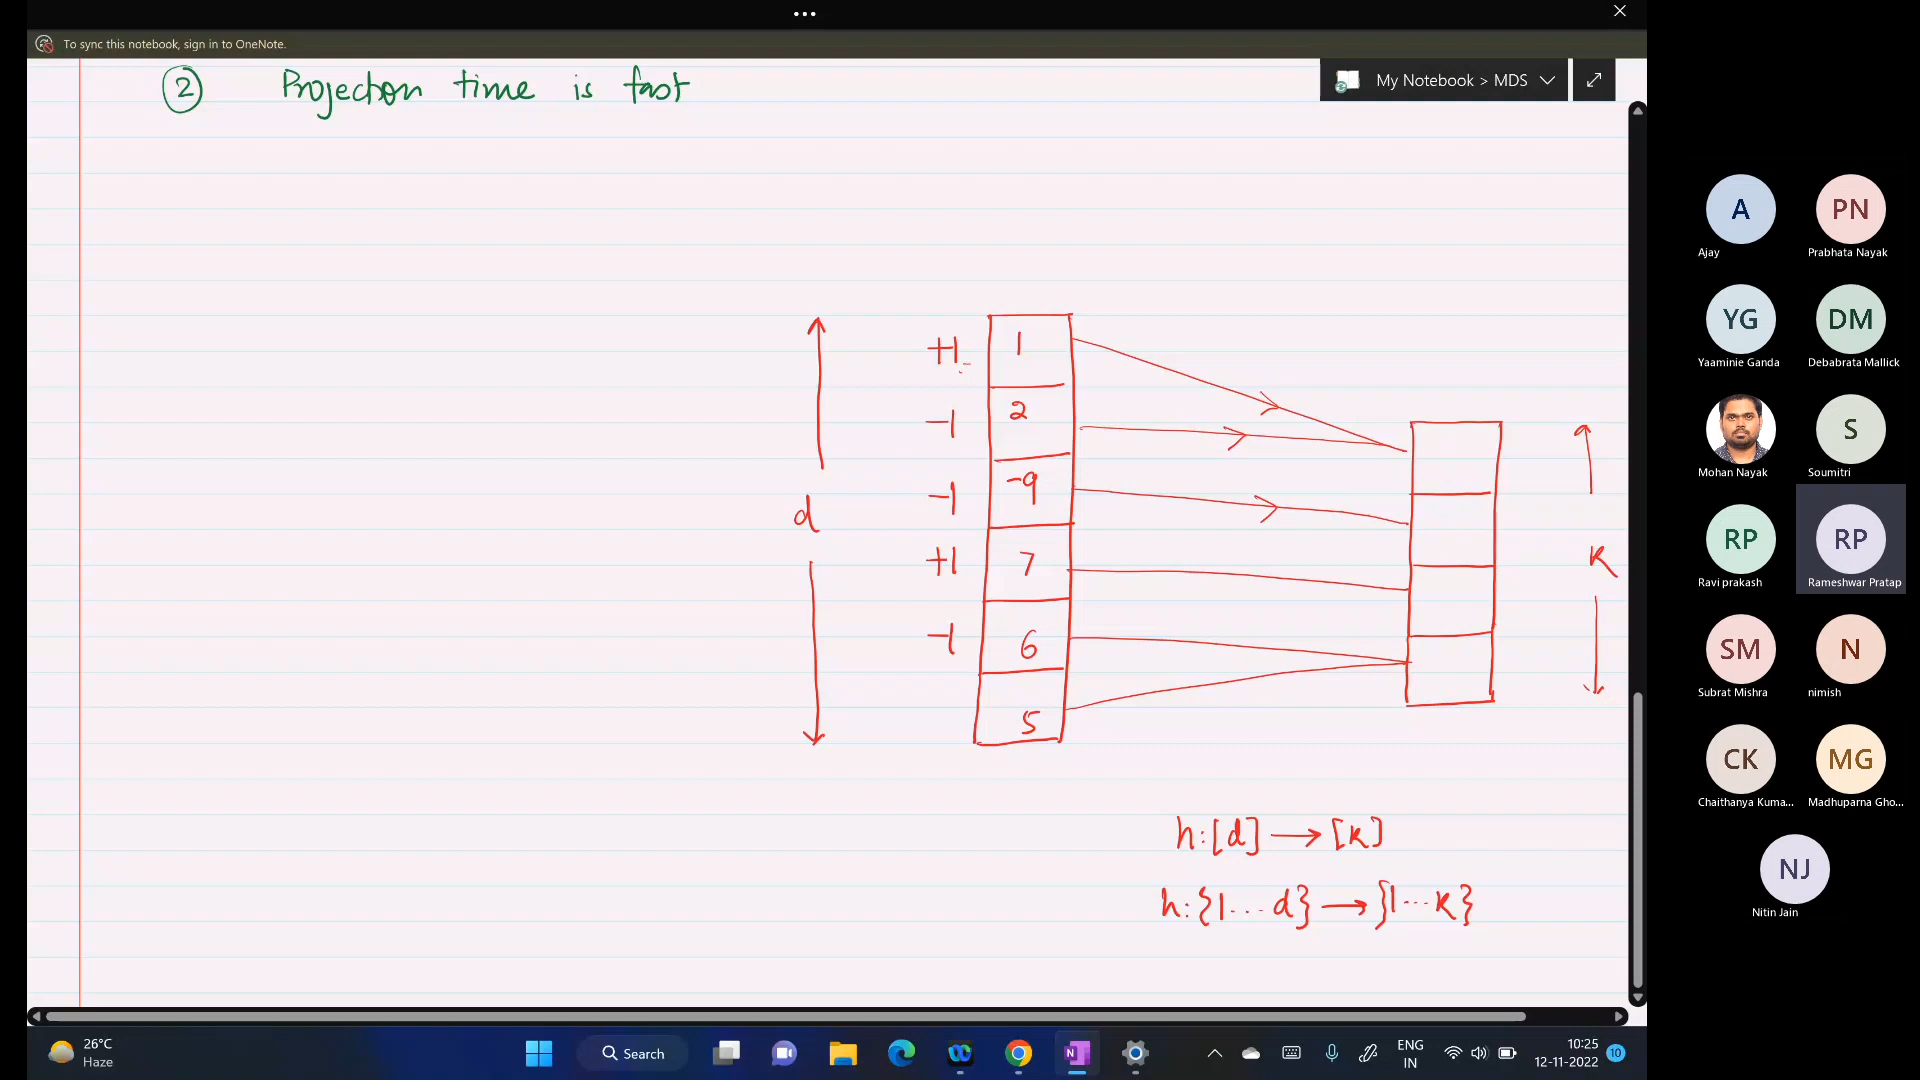 To sync this notebook, sign in to OneNote.
My Notebook > MDS
② Projection time is fast
+1 1
-1 2
-1 -9
+1 7
-1 6
5
d
K
h:[d] → [K]
h:{1...d} → {1...K}
A
Ajay
PN
Prabhata Nayak
YG
Yaaminie Ganda
DM
Debabrata Mallick
Mohan Nayak
S
Soumitri
RP
Ravi prakash
RP
Rameshwar Pratap
SM
Subrat Mishra
N
nimish
CK
Chaithanya Kuma...
MG
Madhuparna Gho...
NJ
Nitin Jain
26°C
Haze
Search
ENG
IN
10:25
12-11-2022
10